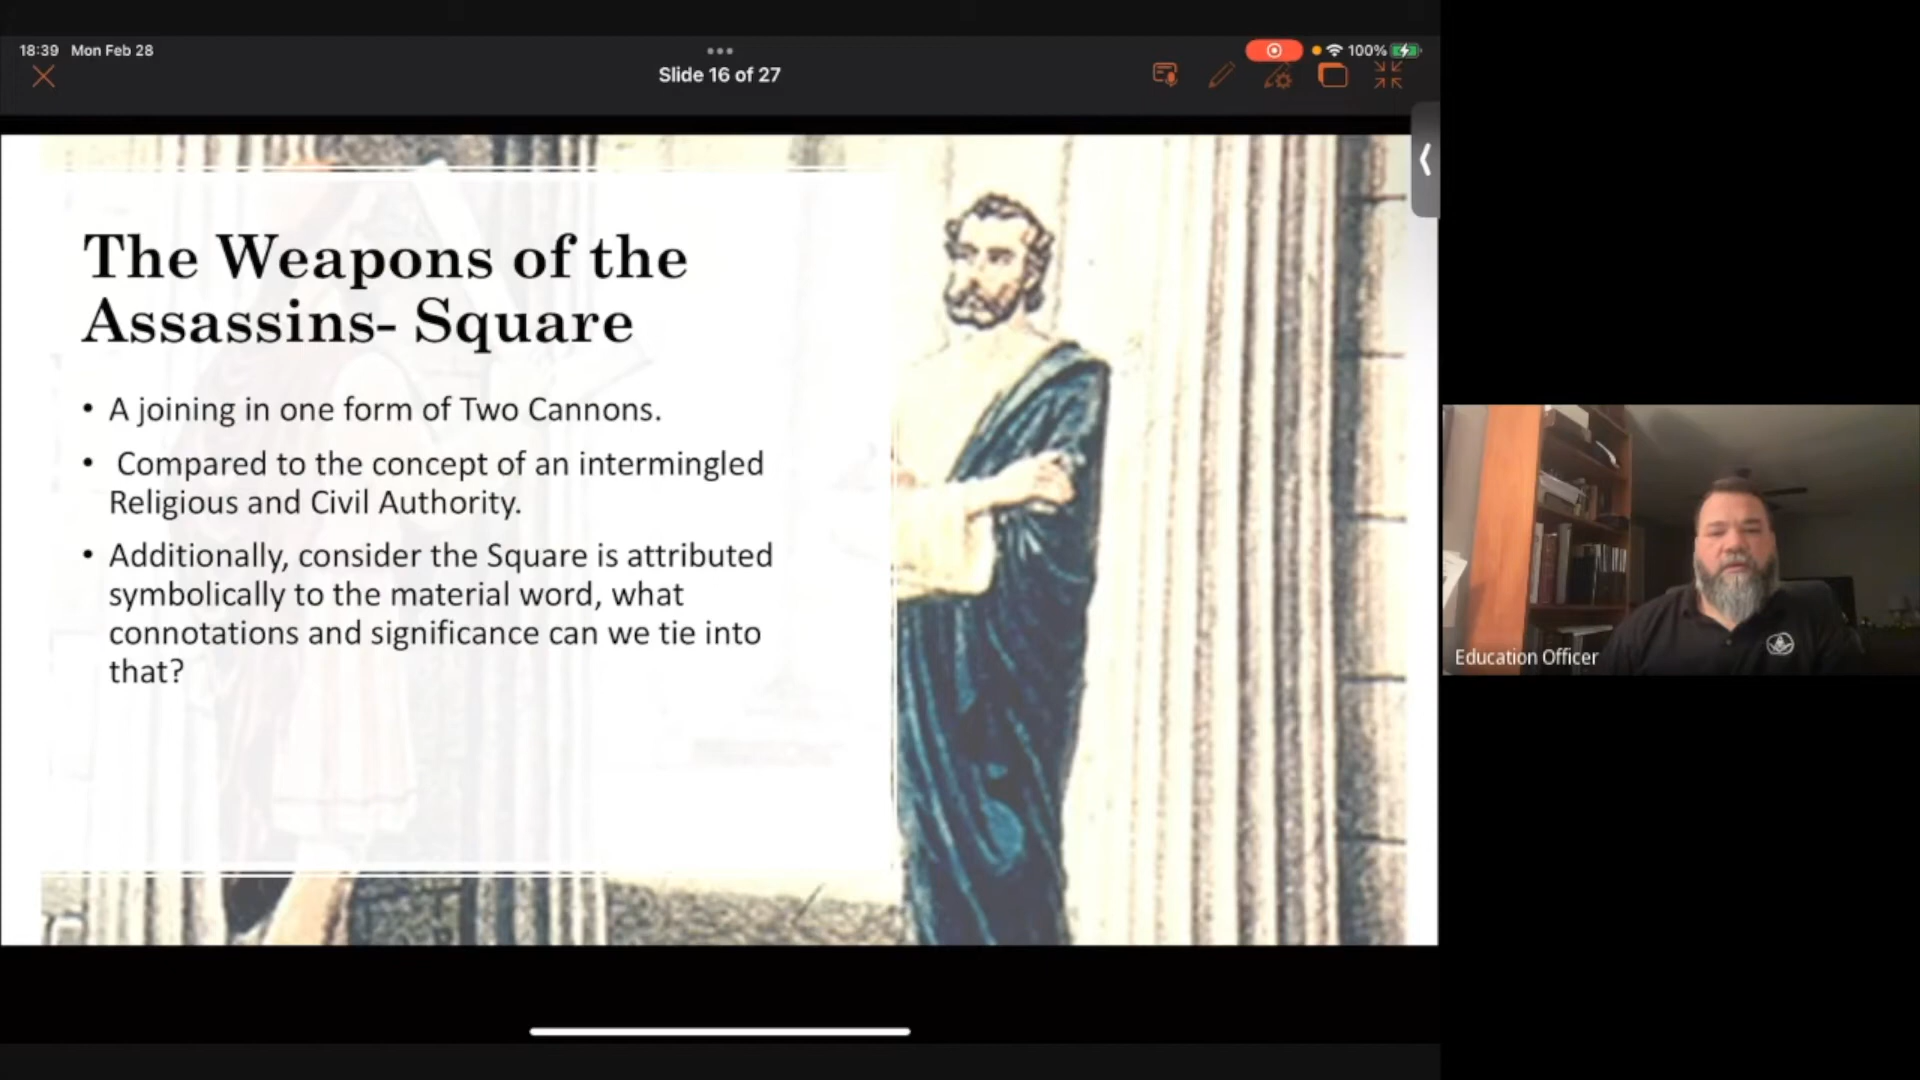 18:39 Mon Feb 28
100%
Slide 16 of 27
The Weapons of the
Assassins- Square
• A joining in one form of Two Cannons.
• Compared to the concept of an intermingled
Religious and Civil Authority.
• Additionally, consider the Square is attributed
symbolically to the material word, what
connotations and significance can we tie into
that?
Education Officer